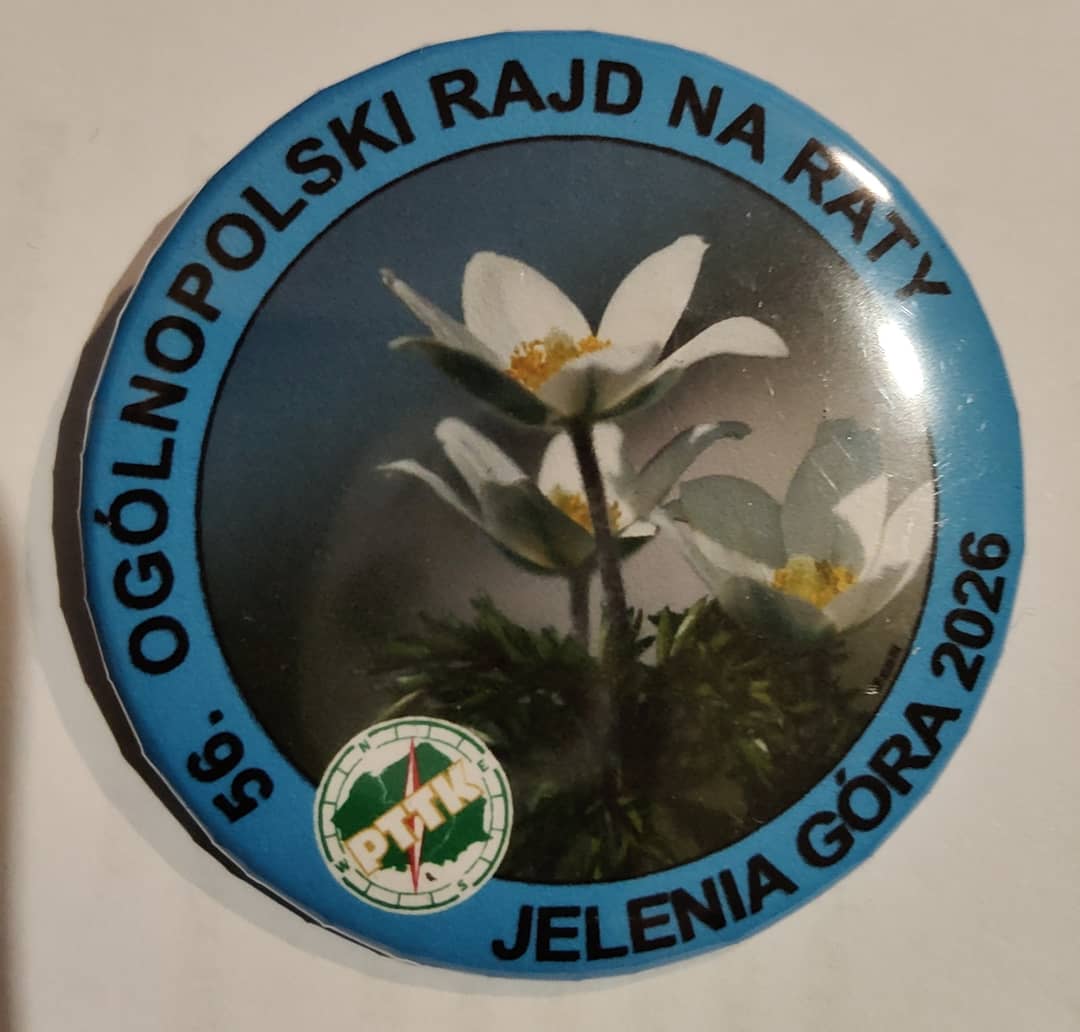 56. OGÓLNOPOLSKI RAJD NA RATY
JELENIA GÓRA 2026
PTTK
N
E
S